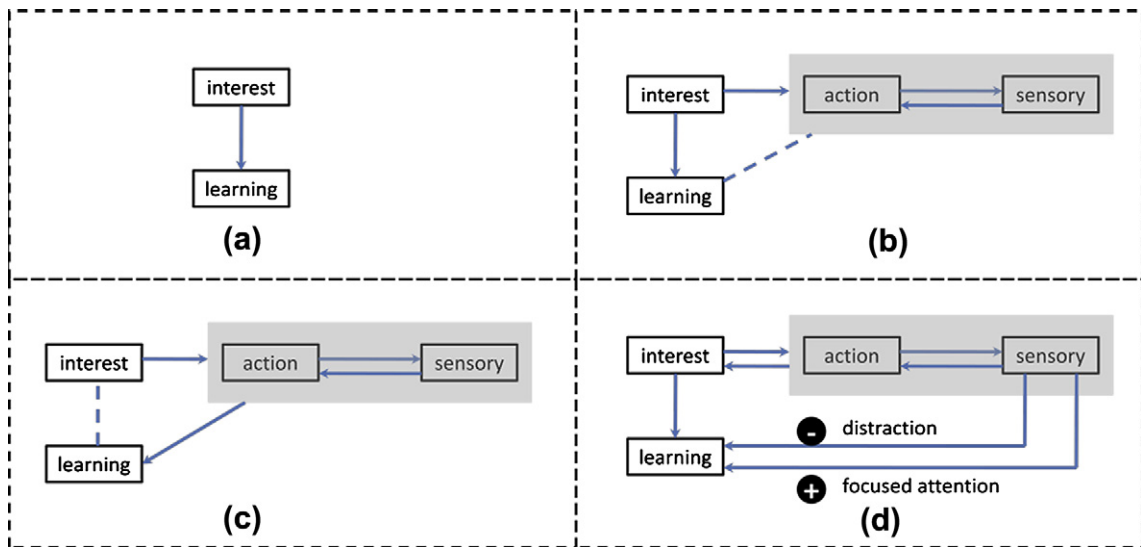 interest
learning
(a)
interest
action
sensory
learning
(b)
interest
action
sensory
learning
(c)
interest
action
sensory
learning
- distraction
+ focused attention
(d)